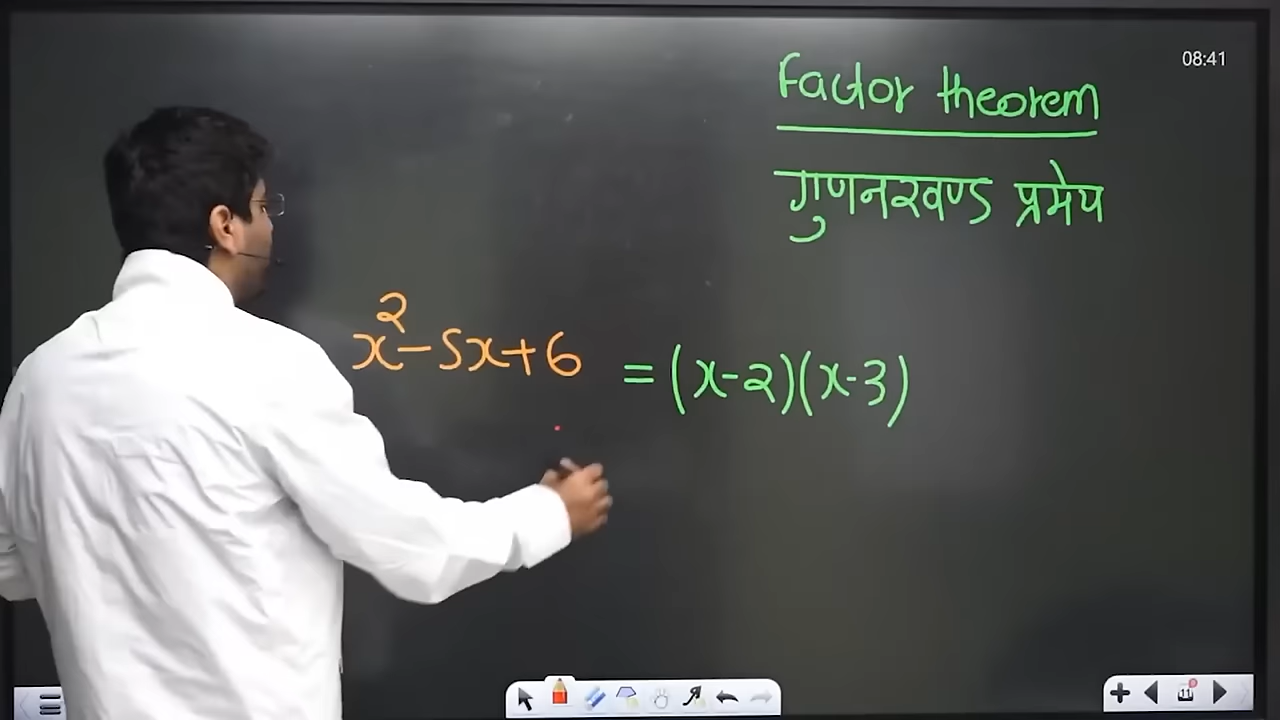 08:41
Factor theorem
गुणनखण्ड प्रमेय
x²-5x+6 = (x-2)(x-3)